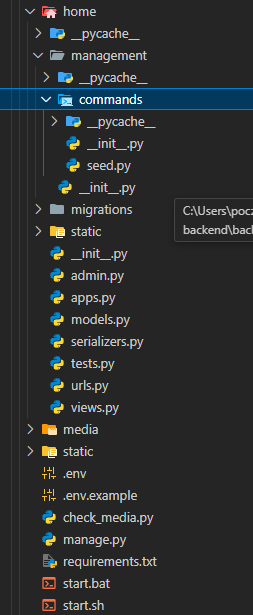 home
__pycache__
management
__pycache__
commands
__pycache__
__init__.py
seed.py
__init__.py
migrations
C:\Users\pocz
static
backend\back
__init__.py
admin.py
apps.py
models.py
serializers.py
tests.py
urls.py
views.py
media
static
.env
.env.example
check_media.py
manage.py
requirements.txt
start.bat
start.sh